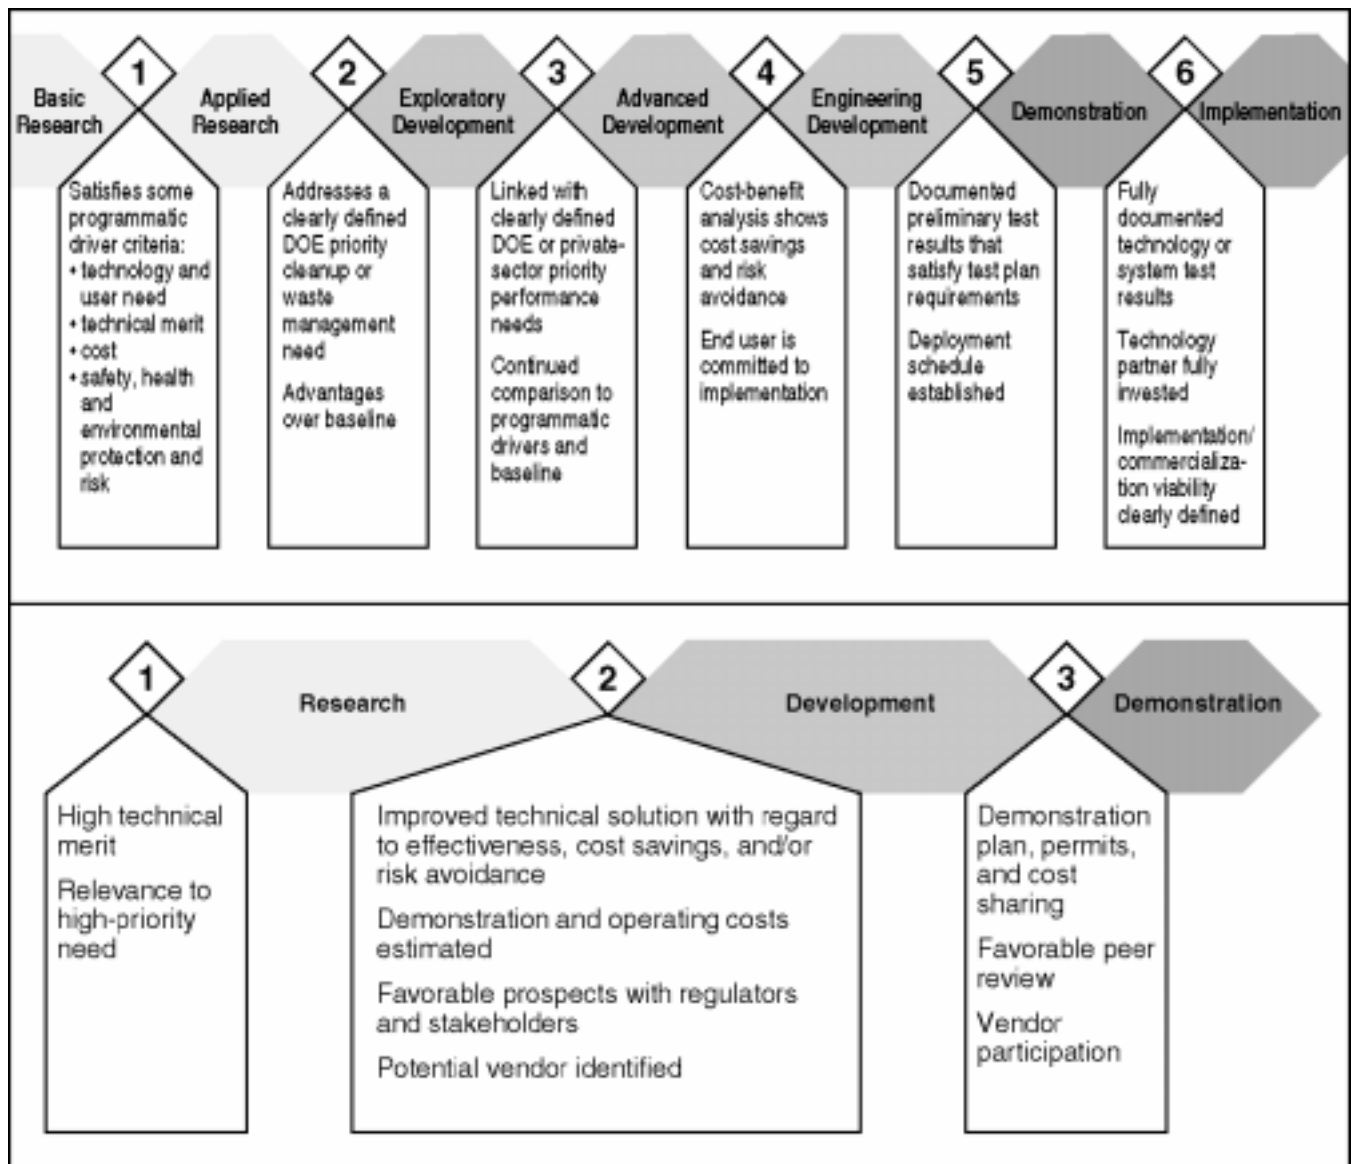 1
2
3
4
5
6
Basic
Research
Applied
Research
Exploratory
Development
Advanced
Development
Engineering
Development
Demonstration
Implementation
Satisfies some
programmatic
driver criteria:
• technology and
user need
• technical merit
• cost
• safety, health
and
environmental
protection and
risk
Addresses a
clearly defined
DOE priority
cleanup or
waste
management
need
Advantages
over baseline
Linked with
clearly defined
DOE or private-
sector priority
performance
needs
Continued
comparison to
programmatic
drivers and
baseline
Cost-benefit
analysis shows
cost savings
and risk
avoidance
End user is
committed to
implementation
Documented
preliminary test
results that
satisfy test plan
requirements
Deployment
schedule
established
Fully
documented
technology or
system test
results
Technology
partner fully
invested
Implementation/
commercializa-
tion viability
clearly defined
1
2
3
Research
Development
Demonstration
High technical
merit
Relevance to
high-priority
need
Improved technical solution with regard
to effectiveness, cost savings, and/or
risk avoidance
Demonstration and operating costs
estimated
Favorable prospects with regulators
and stakeholders
Potential vendor identified
Demonstration
plan, permits,
and cost
sharing
Favorable peer
review
Vendor
participation